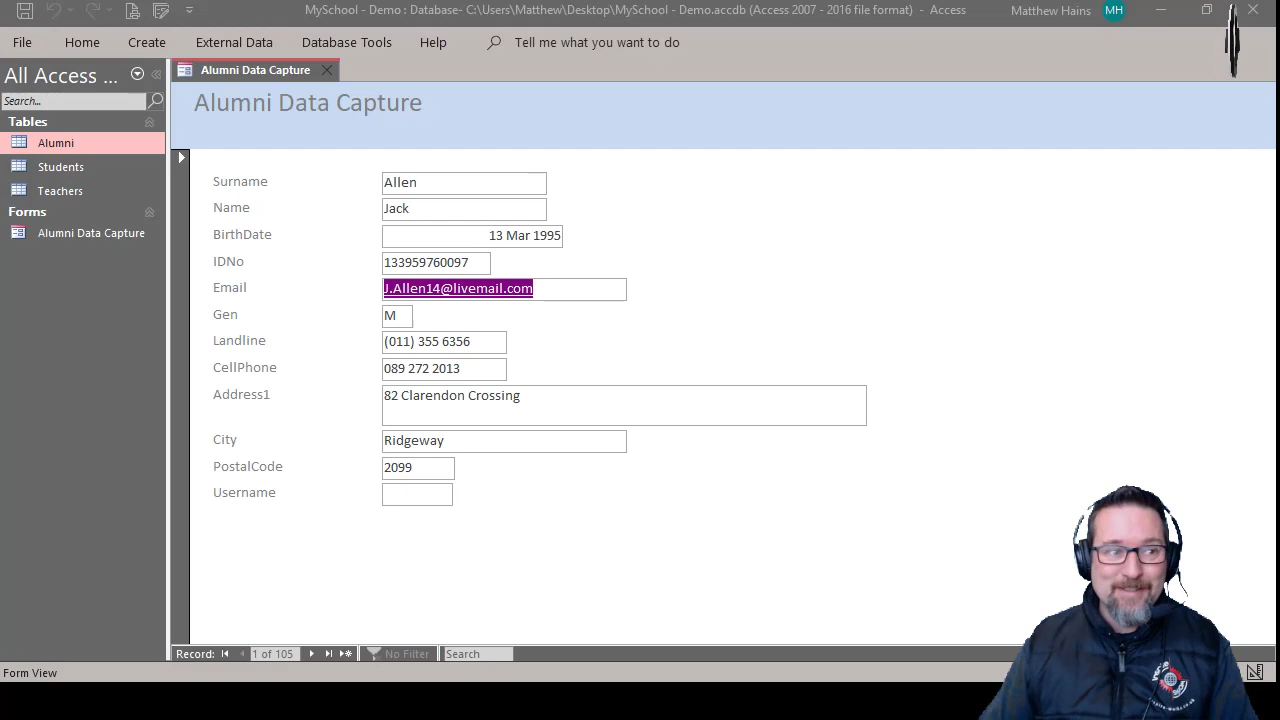 MySchool - Demo : Database- C:\Users\Matthew\Desktop\MySchool - Demo.accdb (Access 2007 - 2016 file format) - Access
Matthew Hains
MH
File Home Create External Data Database Tools Help Tell me what you want to do
All Access ...
Search...
Tables
Alumni
Students
Teachers
Forms
Alumni Data Capture
Alumni Data Capture
Alumni Data Capture
Surname Allen
Name Jack
BirthDate 13 Mar 1995
IDNo 133959760097
Email J.Allen14@livemail.com
Gen M
Landline (011) 355 6356
CellPhone 089 272 2013
Address1 82 Clarendon Crossing
City Ridgeway
PostalCode 2099
Username
Record: 1 of 105 No Filter Search
Form View